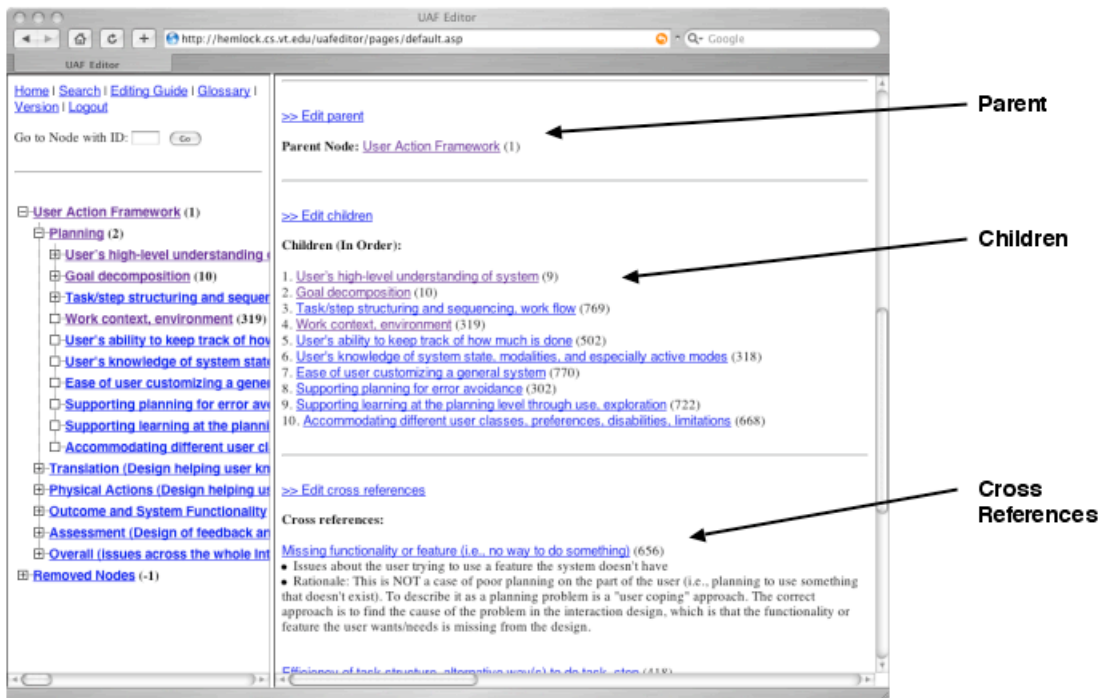 UAF Editor
http://hemlock.cs.vt.edu/uafeditor/pages/default.asp
Google
UAF Editor
Home | Search | Editing Guide | Glossary |
Version | Logout
Go to Node with ID: Go
User Action Framework (1)
Planning (2)
User's high-level understanding
Goal decomposition (10)
Task/step structuring and sequen
Work context, environment (319)
User's ability to keep track of how
User's knowledge of system state
Ease of user customizing a gener
Supporting planning for error avo
Supporting learning at the planni
Accommodating different user cl
Translation (Design helping user kn
Physical Actions (Design helping us
Outcome and System Functionality
Assessment (Design of feedback an
Overall (Issues across the whole int
Removed Nodes (-1)
>> Edit parent
Parent Node: User Action Framework (1)
>> Edit children
Children (In Order):
1. User's high-level understanding of system (9)
2. Goal decomposition (10)
3. Task/step structuring and sequencing, work flow (769)
4. Work context, environment (319)
5. User's ability to keep track of how much is done (502)
6. User's knowledge of system state, modalities, and especially active modes (318)
7. Ease of user customizing a general system (770)
8. Supporting planning for error avoidance (302)
9. Supporting learning at the planning level through use, exploration (722)
10. Accommodating different user classes, preferences, disabilities, limitations (668)
>> Edit cross references
Cross references:
Missing functionality or feature (i.e., no way to do something) (656)
• Issues about the user trying to use a feature the system doesn't have
• Rationale: This is NOT a case of poor planning on the part of the user (i.e., planning to use something
that doesn't exist). To describe it as a planning problem is a "user coping" approach. The correct
approach is to find the cause of the problem in the interaction design, which is that the functionality or
feature the user wants/needs is missing from the design.
Efficiency of task structure, alternative way(s) to do task, step (418)
Parent
Children
Cross
References